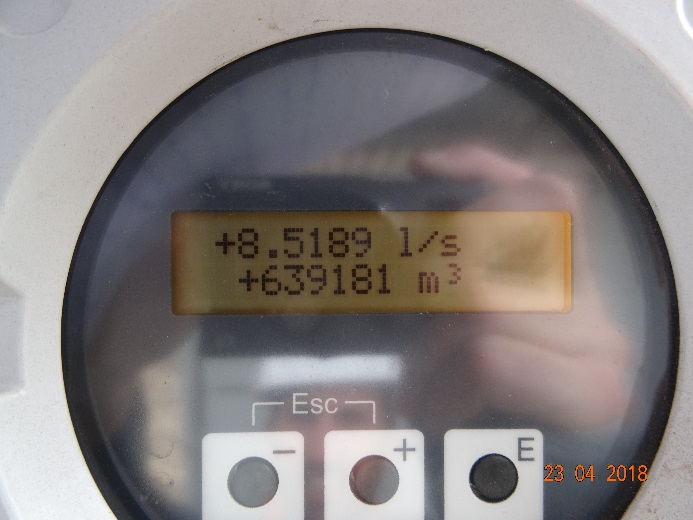 +8.5189 l/s
+639181 m³
Esc
- + E
23 04 2018